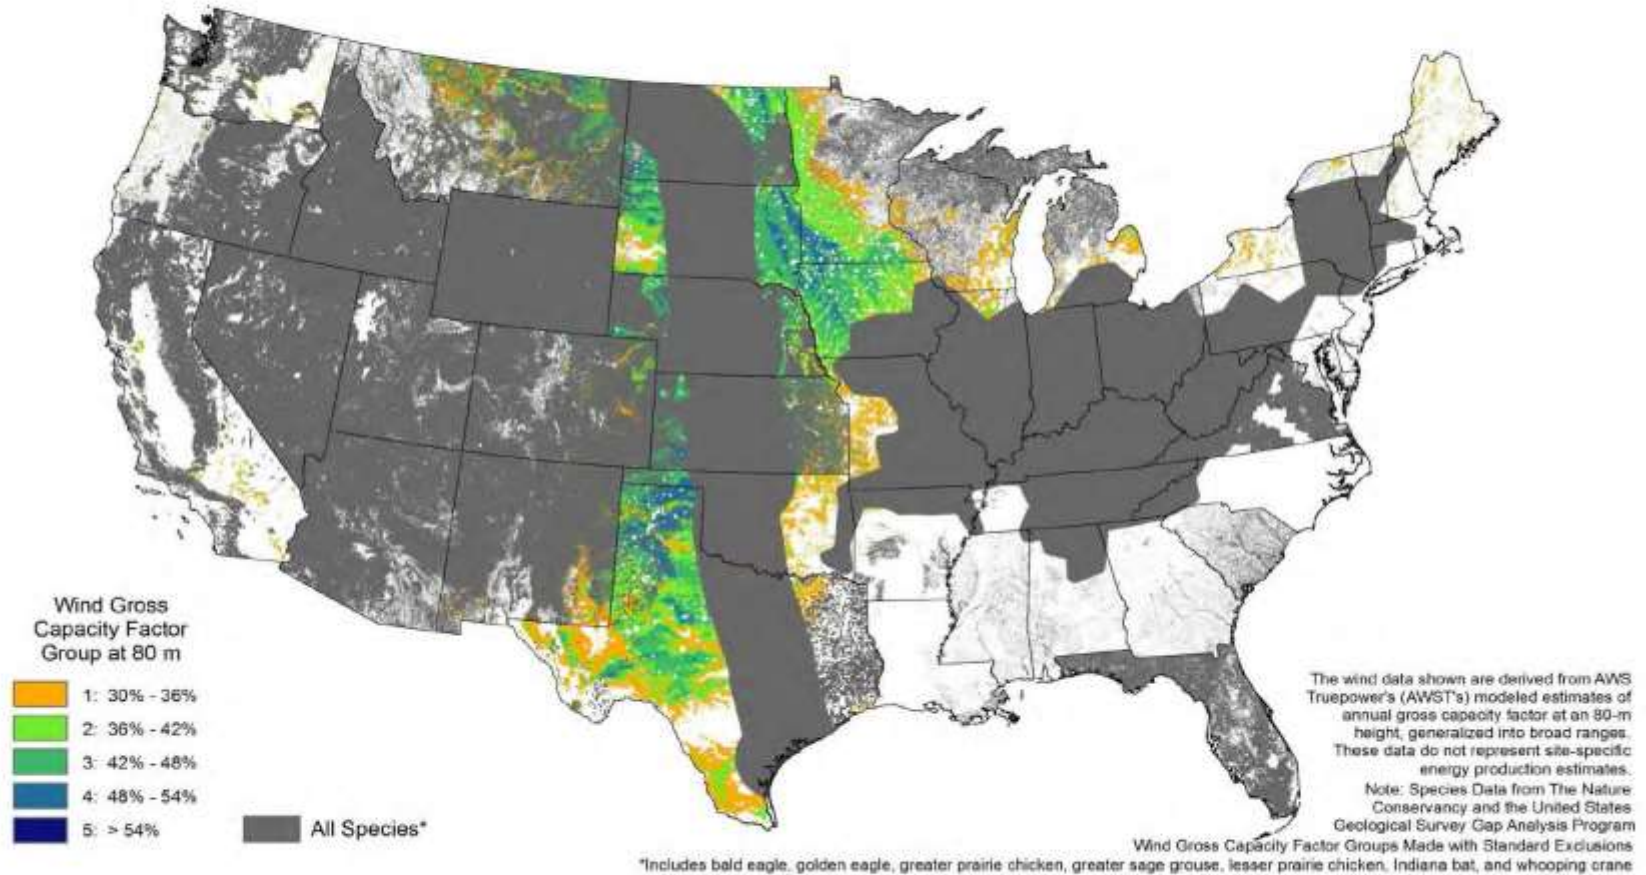 Wind Gross
Capacity Factor
Group at 80 m
1: 30% - 36%
2: 36% - 42%
3: 42% - 48%
4: 48% - 54%
5: > 54%
All Species*
The wind data shown are derived from AWS
Truepower's (AWST's) modeled estimates of
annual gross capacity factor at an 80-m
height, generalized into broad ranges.
These data do not represent site-specific
energy production estimates.
Note: Species Data from The Nature
Conservancy and the United States
Geological Survey Gap Analysis Program
Wind Gross Capacity Factor Groups Made with Standard Exclusions
*Includes bald eagle, golden eagle, greater prairie chicken, greater sage grouse, lesser prairie chicken, Indiana bat, and whooping crane